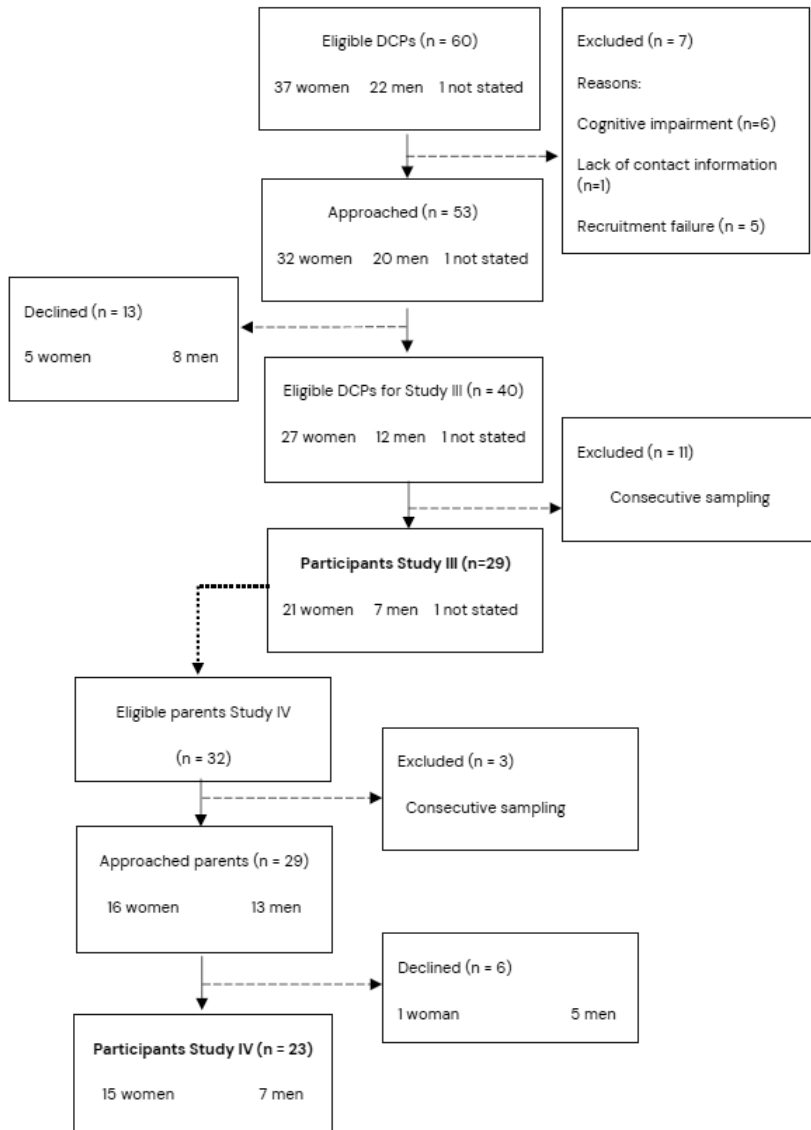 Eligible DCPs (n = 60)
37 women 22 men 1 not stated
Excluded (n = 7)
Reasons:
Cognitive impairment (n=6)
Lack of contact information
(n=1)
Recruitment failure (n = 5)
Approached (n = 53)
32 women 20 men 1 not stated
Declined (n = 13)
5 women 8 men
Eligible DCPs for Study III (n = 40)
27 women 12 men 1 not stated
Excluded (n = 11)
Consecutive sampling
Participants Study III (n=29)
21 women 7 men 1 not stated
Eligible parents Study IV
(n = 32)
Excluded (n = 3)
Consecutive sampling
Approached parents (n = 29)
16 women 13 men
Declined (n = 6)
1 woman 5 men
Participants Study IV (n = 23)
15 women 7 men